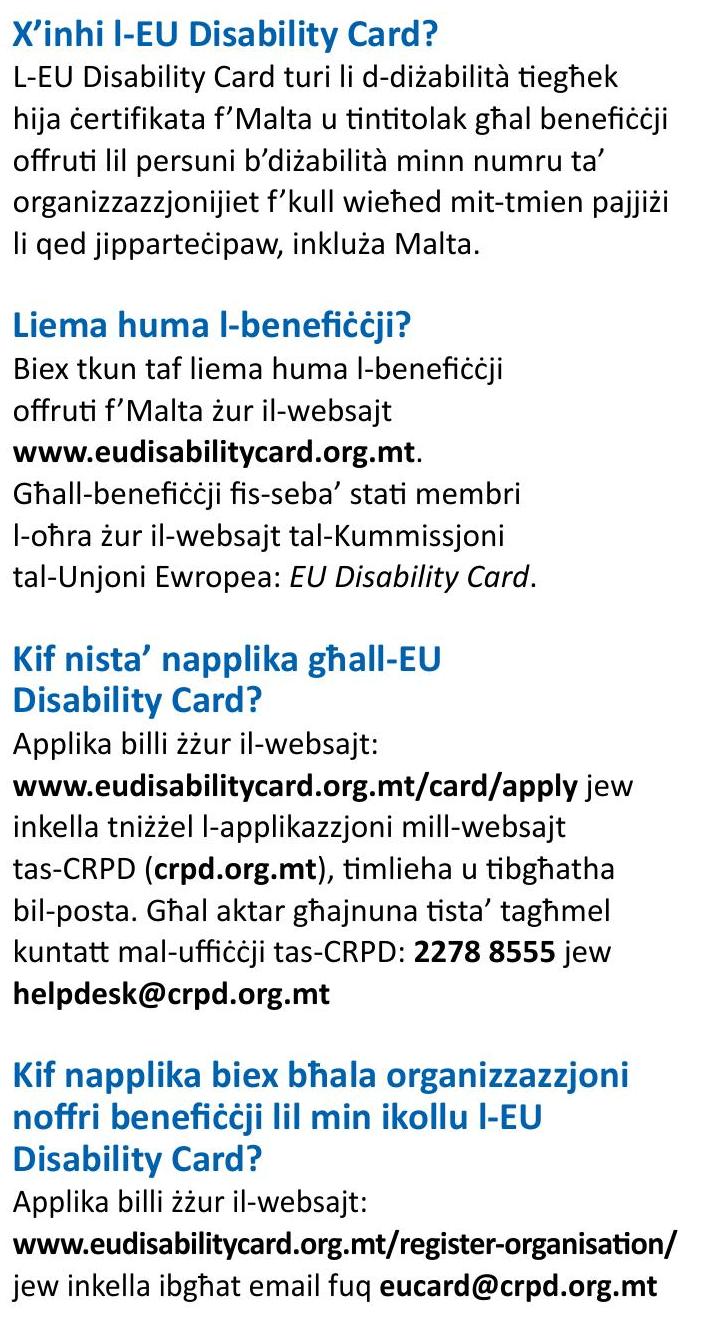 X’inhi l-EU Disability Card?
L-EU Disability Card turi li d-diżabilità tiegħek
hija ċertifikata f’Malta u tintitolak għal benefiċċji
offruti lil persuni b’diżabilità minn numru ta’
organizzazzjonijiet f’kull wieħed mit-tmien pajjiżi
li qed jipparteċipaw, inkluża Malta.
Liema huma l-benefiċċji?
Biex tkun taf liema huma l-benefiċċji
offruti f’Malta żur il-websajt
www.eudisabilitycard.org.mt.
Għall-benefiċċji fis-seba’ stati membri
l-oħra żur il-websajt tal-Kummissjoni
tal-Unjoni Ewropea: EU Disability Card.
Kif nista’ napplika għall-EU
Disability Card?
Applika billi żżur il-websajt:
www.eudisabilitycard.org.mt/card/apply jew
inkella tniżżel l-applikazzjoni mill-websajt
tas-CRPD (crpd.org.mt), timlieha u tibgħatha
bil-posta. Għal aktar għajnuna tista’ tagħmel
kuntatt mal-uffiċċji tas-CRPD: 2278 8555 jew
helpdesk@crpd.org.mt
Kif napplika biex bħala organizzazzjoni
noffri benefiċċji lil min ikollu l-EU
Disability Card?
Applika billi żżur il-websajt:
www.eudisabilitycard.org.mt/register-organisation/
jew inkella ibgħat email fuq eucard@crpd.org.mt